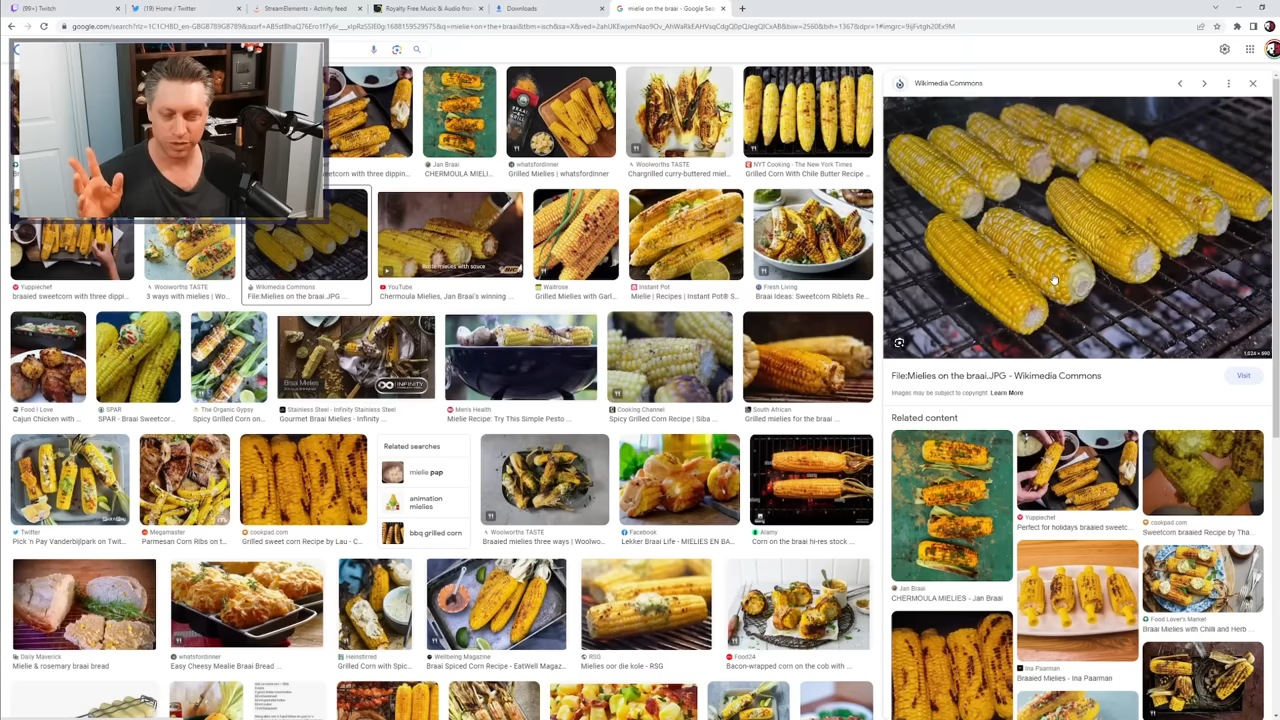 (99+) Twitch
(19) Home / Twitter
StreamElements - Activity feed
Royalty Free Music & Audio from
Downloads
mielie on the braai - Google Sea
Wikimedia Commons
Jan Braai
CHERMOULA MIELI...
whatsfordinner
Grilled Mielies | whatsfordinner
Woolworths TASTE
Chargrilled curry-buttered miel...
NYT Cooking - The New York Times
Grilled Corn With Chile Butter Recipe ...
Yuppiechef
braaied sweetcorn with three dippi...
Woolworths TASTE
3 ways with mielies | Wo...
Wikimedia Commons
File:Mielies on the braai.JPG ...
YouTube
Chermoula Mielies, Jan Braai's winning ...
Waitrose
Grilled Mielies with Garl...
Instant Pot
Mielie | Recipes | Instant Pot® S...
Fresh Living
Braai Ideas: Sweetcorn Riblets Re...
Food I Love
Cajun Chicken with ...
SPAR
SPAR - Braai Sweetcor...
The Organic Gypsy
Spicy Grilled Corn on...
Braai Mielies
INFINITY
Stainless Steel - Infinity Stainless Steel
Gourmet Braai Mielies - Infinity ...
Men's Health
Mielie Recipe: Try This Simple Pesto ...
Cooking Channel
Spicy Grilled Corn Recipe | Siba ...
South African
Grilled mielies for the braai ...
Twitter
Pick 'n Pay Vanderbijlpark on Twit...
Megamaster
Parmesan Corn Ribs on t...
cookpad.com
Grilled sweet corn Recipe by Lau - C...
Related searches
mielie pap
animation
mielies
bbq grilled corn
Woolworths TASTE
Braaied mielies three ways | Woolwo...
Facebook
Lekker Braai Life - MIELIES EN BA...
Alamy
Corn on the braai hi-res stock ...
Daily Maverick
Mielie & rosemary braai bread
whatsfordinner
Easy Cheesy Mealie Braai Bread ...
Heinstirred
Grilled Corn with Spic...
Wellbeing Magazine
Braai Spiced Corn Recipe - EatWell Magaz...
RSG
Mielies oor die kole - RSG
Food24
Bacon-wrapped corn on the cob with ...
File:Mielies on the braai.JPG - Wikimedia Commons
Visit
Images may be subject to copyright. Learn More
Related content
Jan Braai
CHERMOULA MIELIES - Jan Braai
Yuppiechef
Perfect for holidays braaied sweetc...
cookpad.com
Sweetcorn braaied Recipe by Tha...
Food Lover's Market
Braai Mielies with Chilli and Herb ...
Ina Paarman
Braaied Mielies - Ina Paarman